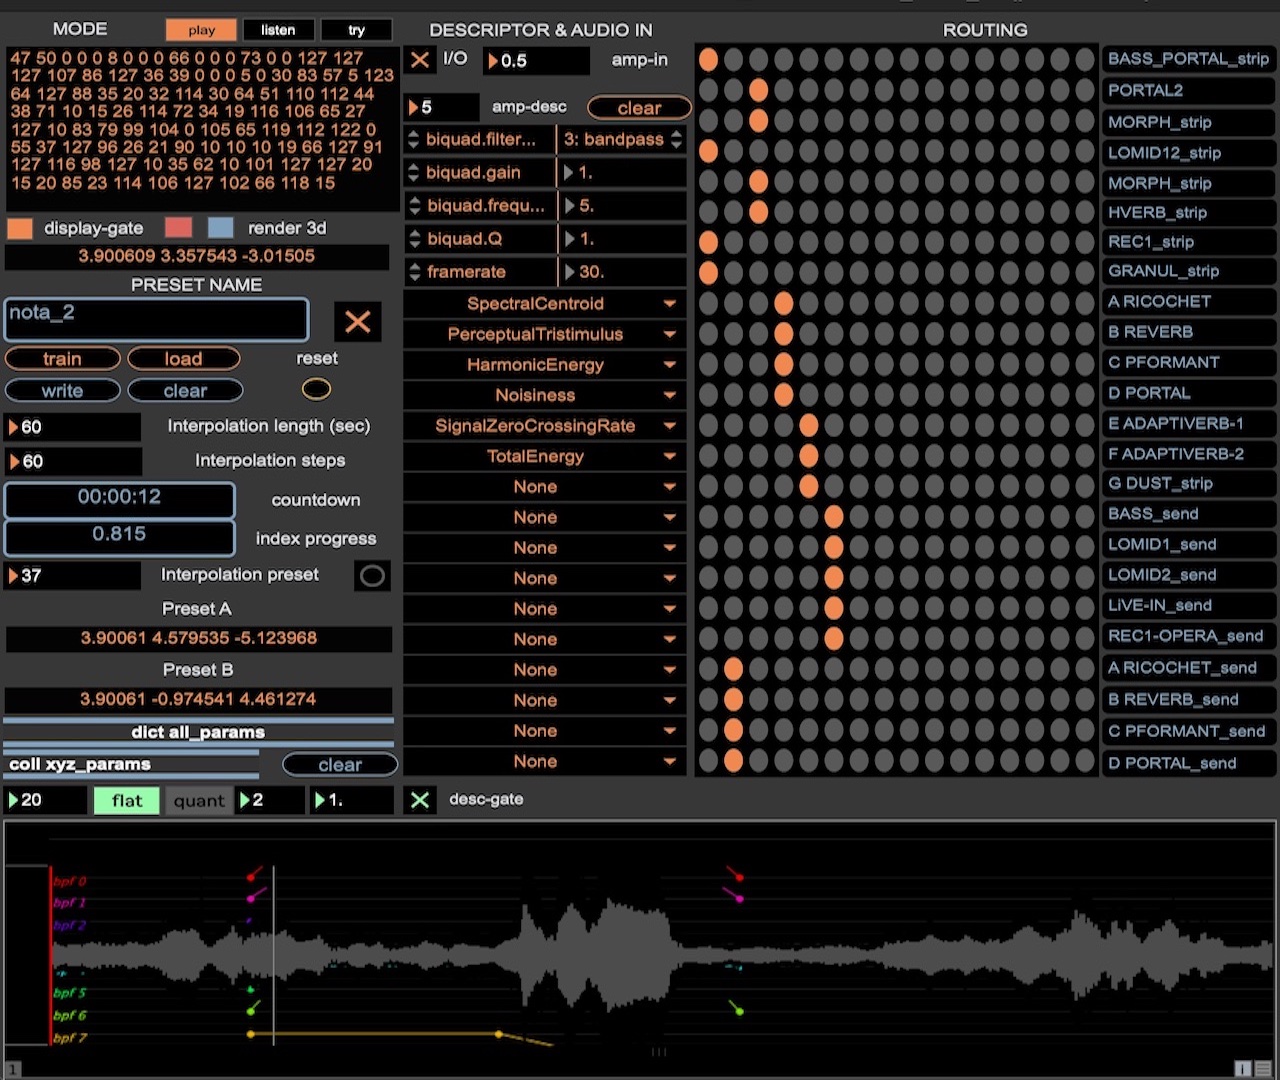 MODE play listen try
47 50 0 0 0 8 0 0 0 66 0 0 0 73 0 0 127 127
127 107 86 127 36 39 0 0 0 5 0 30 83 57 5 123
64 127 88 35 20 32 114 30 64 51 110 112 44
38 71 10 15 26 114 72 34 19 116 106 65 27
127 10 83 79 99 104 0 105 65 119 112 122 0
55 37 127 96 26 21 90 10 10 10 19 66 127 91
127 116 98 127 10 35 62 10 101 127 127 20
15 20 85 23 114 106 127 102 66 118 15
display-gate render 3d
3.900609 3.357543 -3.01505
PRESET NAME
nota_2
train load reset
write clear
60 Interpolation length (sec)
60 Interpolation steps
00:00:12 countdown
0.815 index progress
37 Interpolation preset
Preset A
3.90061 4.579535 -5.123968
Preset B
3.90061 -0.974541 4.461274
dict all_params
coll xyz_params clear
20 flat quant 2 1.
DESCRIPTOR & AUDIO IN
I/O 0.5 amp-in
5 amp-desc clear
biquad.filter... 3: bandpass
biquad.gain 1.
biquad.frequ... 5.
biquad.Q 1.
framerate 30.
SpectralCentroid
PerceptualTristimulus
HarmonicEnergy
Noisiness
SignalZeroCrossingRate
TotalEnergy
None
None
None
None
None
None
None
None
None
None
desc-gate
ROUTING
BASS_PORTAL_strip
PORTAL2
MORPH_strip
LOMID12_strip
MORPH_strip
HVERB_strip
REC1_strip
GRANUL_strip
A RICOCHET
B REVERB
C PFORMANT
D PORTAL
E ADAPTIVERB-1
F ADAPTIVERB-2
G DUST_strip
BASS_send
LOMID1_send
LOMID2_send
LIVE-IN_send
REC1-OPERA_send
A RICOCHET_send
B REVERB_send
C PFORMANT_send
D PORTAL_send
bpf 0
bpf 1
bpf 2
bpf 5
bpf 6
bpf 7
1
i